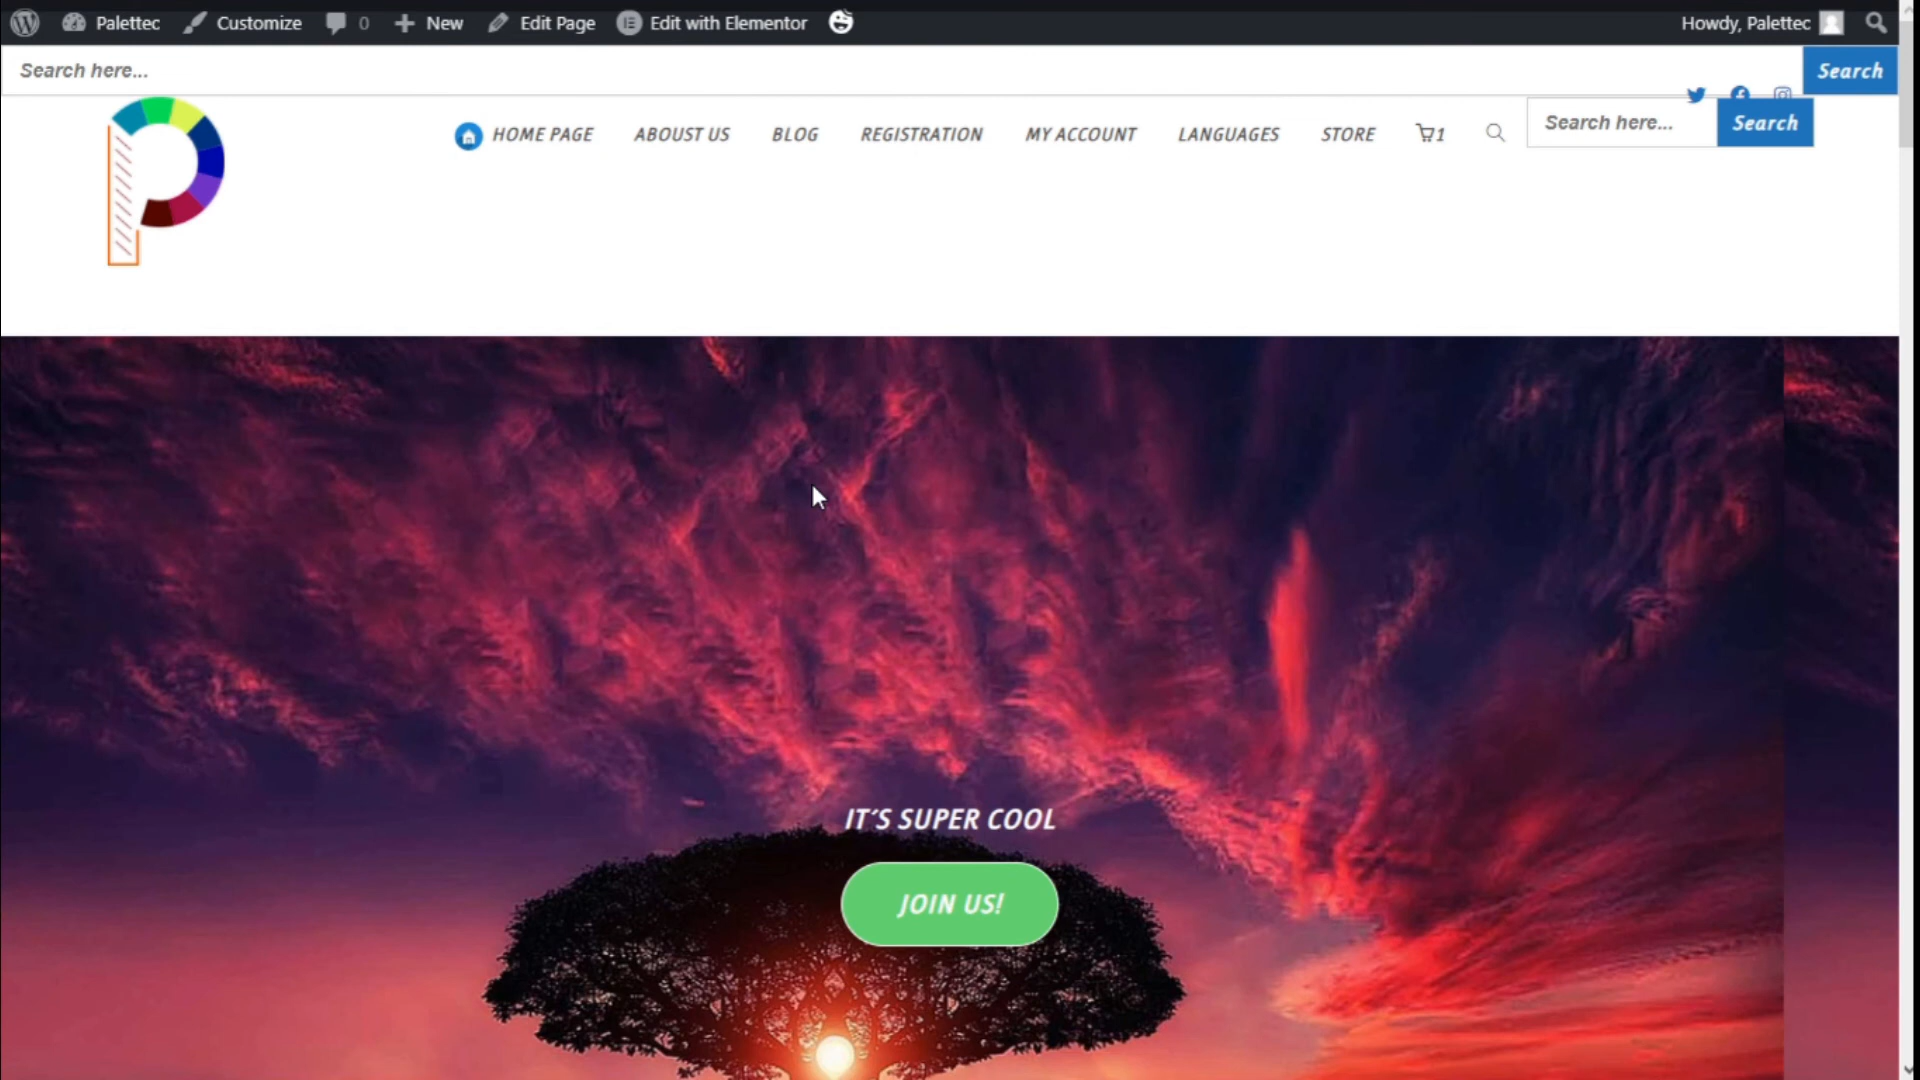 Palettec Customize 0 New Edit Page Edit with Elementor Howdy, Palettec
Search here... Search
HOME PAGE ABOUST US BLOG REGISTRATION MY ACCOUNT LANGUAGES STORE 1 Search here... Search
IT'S SUPER COOL
JOIN US!